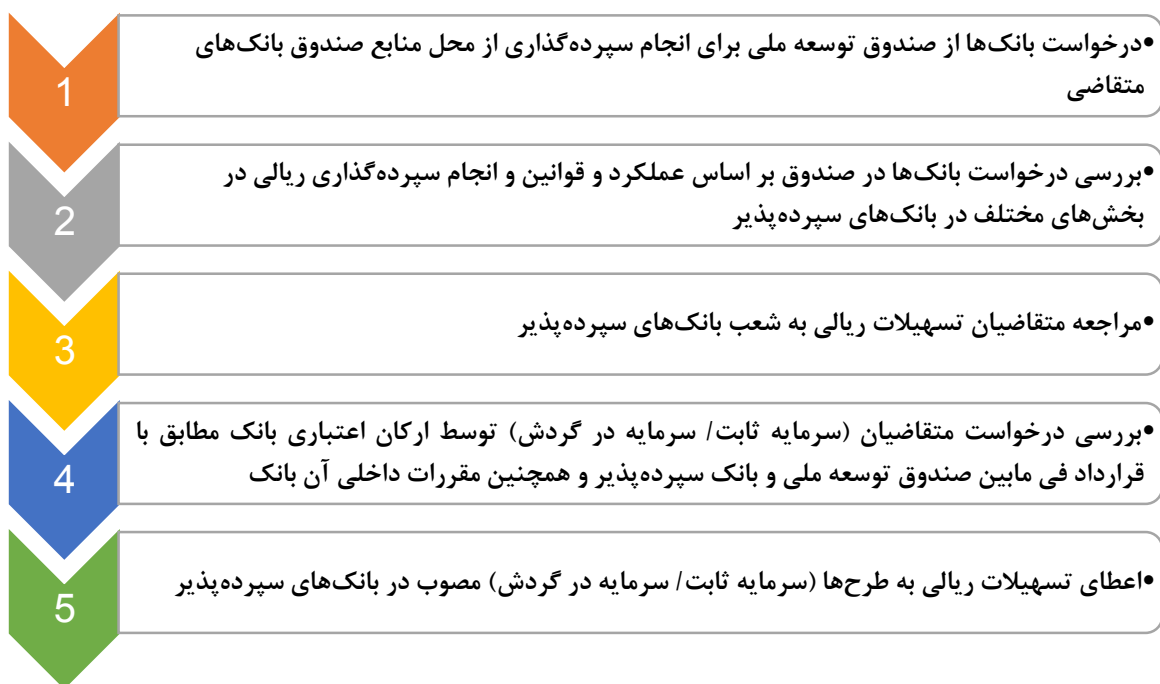 1
•درخواست بانک‌ها از صندوق توسعه ملی برای انجام سپرده‌گذاری از محل منابع صندوق بانک‌های
متقاضی
2
•بررسی درخواست بانک‌ها در صندوق بر اساس عملکرد و قوانین و انجام سپرده‌گذاری ریالی در
بخش‌های مختلف در بانک‌های سپرده‌پذیر
3
•مراجعه متقاضیان تسهیلات ریالی به شعب بانک‌های سپرده‌پذیر
4
•بررسی درخواست متقاضیان (سرمایه ثابت/ سرمایه در گردش) توسط ارکان اعتباری بانک مطابق با
قرارداد فی مابین صندوق توسعه ملی و بانک سپرده‌پذیر و همچنین مقررات داخلی آن بانک
5
•اعطای تسهیلات ریالی به طرح‌ها (سرمایه ثابت/ سرمایه در گردش) مصوب در بانک‌های سپرده‌پذیر